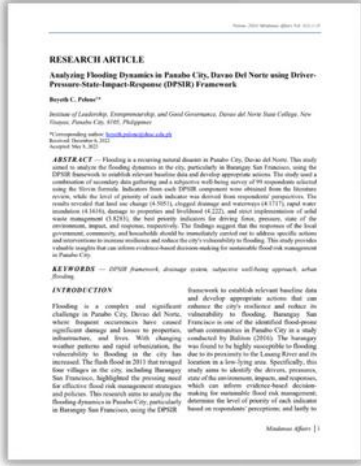 RESEARCH ARTICLE
Analyzing Flooding Dynamics in Panabo City, Davao Del Norte using Driver-
Pressure-State-Impact-Response (DPSIR) Framework
Institute of Leadership, Entrepreneurship, and Good Governance, Davao del Norte State College, New
Visayas, Panabo City, 8105, Philippines
*Corresponding author:
Received: December 6, 2022
Accepted: May 5, 2023
ABSTRACT — Flooding is a recurring natural disaster in Panabo City, Davao del Norte. This study
aimed to analyze the flooding dynamics in the city, particularly in Barangay San Francisco, using the
DPSIR framework to establish relevant baseline data and develop appropriate actions. The study used a
combination of secondary data gathering and a subjective well-being survey of 99 respondents selected
using the Slovin formula. Indicators from each DPSIR component were obtained from the literature
review, while the level of priority of each indicator was derived from respondents' perspectives. The
results revealed that land use change (4.5051), clogged drainage and waterways (4.1717), rapid water
inundation (4.1616), damage to properties and livelihood (4.222), and strict implementation of solid
waste management (3.8283), the best priority indicators for driving force, pressure, state of the
environment, impact, and response, respectively. The findings suggest that the responses of the local
government, community, and households should be immediately carried out to address specific actions
and interventions to increase resilience and reduce the city's vulnerability to flooding. This study provides
valuable insights that can inform evidence-based decision-making for sustainable flood risk management
in Panabo City.
KEYWORDS — DPSIR framework, drainage system, subjective well-being approach, urban
flooding
INTRODUCTION
Flooding is a complex and significant
challenge in Panabo City, Davao del Norte,
where frequent occurrences have caused
significant damage and losses to properties,
infrastructure, and lives. With changing
weather patterns and rapid urbanization, the
vulnerability to flooding in the city has
increased. The flash flood in 2013 that ravaged
four villages in the city, including Barangay
San Francisco, highlighted the pressing need
for effective flood risk management strategies
and policies. This research aims to analyze the
flooding dynamics in Panabo City, particularly
in Barangay San Francisco, using the DPSIR
framework to establish relevant baseline data
and develop appropriate actions that can
enhance the city's resilience and reduce its
vulnerability to flooding. Barangay San
Francisco is one of the identified flood-prone
urban communities in Panabo City in a study
conducted by (2016). The barangay
was found to be highly susceptible to flooding
due to its proximity to the Lasang River and its
location in a low-lying area. Specifically, this
study aims to identify the drivers, pressures,
state of the environment, impacts, and responses,
which can inform evidence-based decision-
making for sustainable flood risk management;
determine the level of priority of each indicator
based on respondents' perceptions; and lastly to
Mindanao Affairs | 1